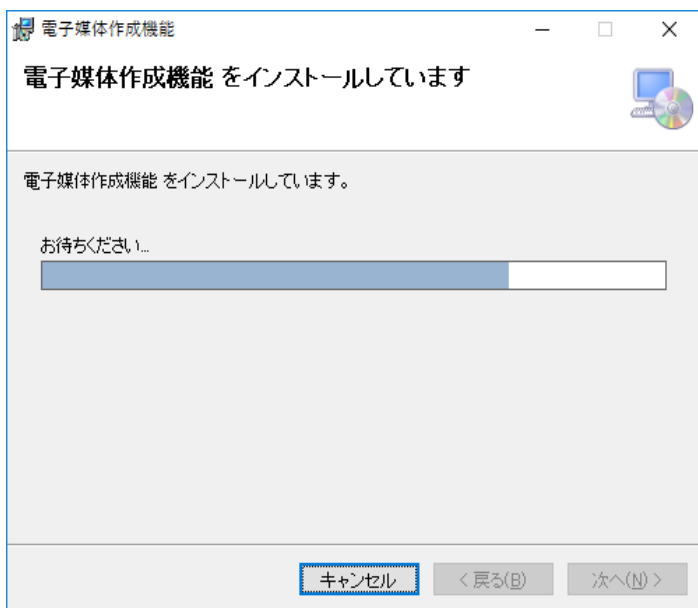 電子媒体作成機能
電子媒体作成機能 をインストールしています
電子媒体作成機能 をインストールしています。
お待ちください...
キャンセル
< 戻る(B)
次へ(N) >